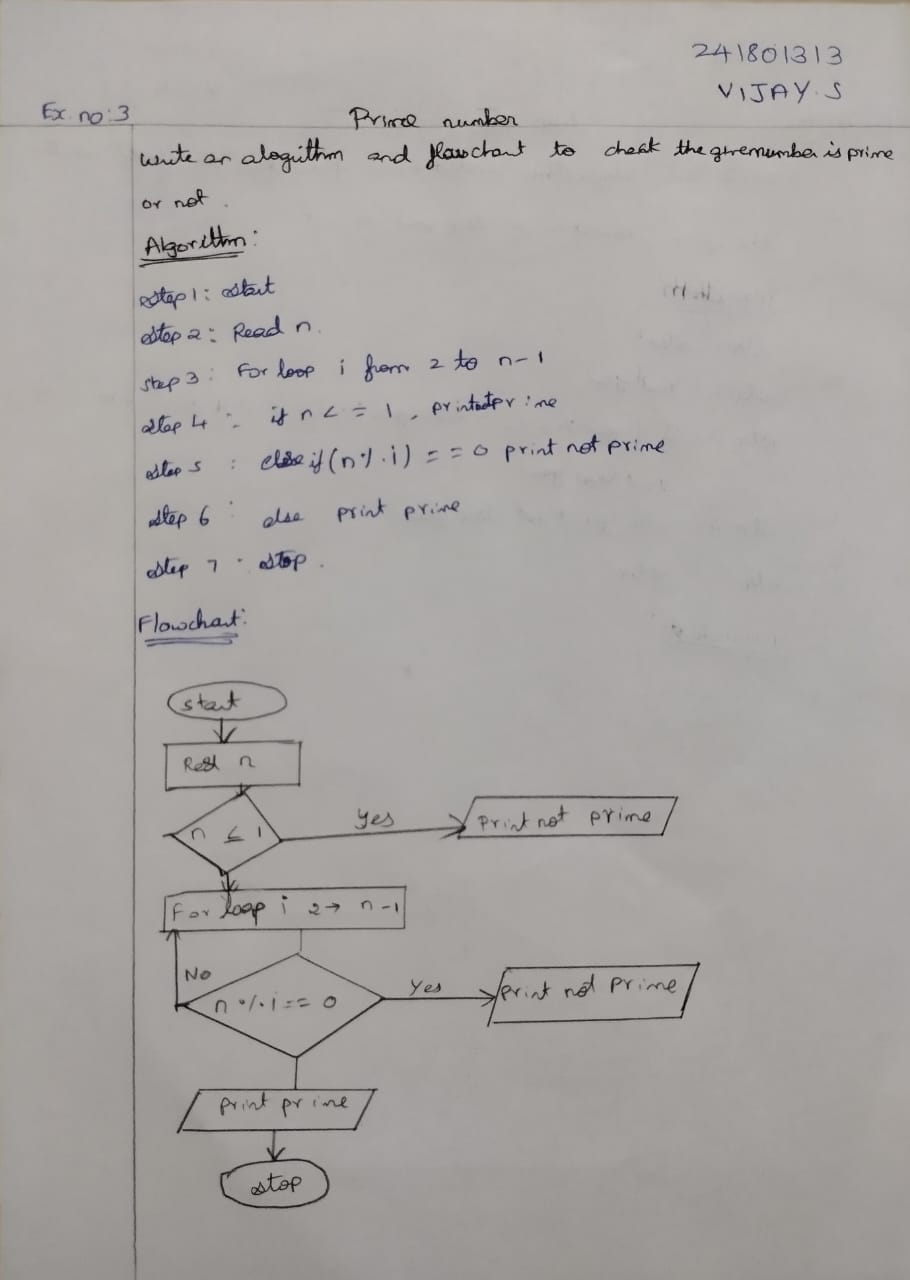 241801313
VIJAY.S
Ex. no:3
Prime number
write an alogrithm and flowchart to check the givenumber is prime
or not.
Algorithm:
Step 1: start
Step 2: Read n.
Step 3: For loop i from 2 to n-1
Step 4: if n <= 1, print not prime
Step 5: else if (n%i) == 0 print not prime
Step 6: else print prime
Step 7: stop.
Flowchart:
start
Read n
n ≤ 1
Yes
Print not prime
For loop i 2→ n-1
No
n % i == 0
Yes
print not prime
print prime
stop